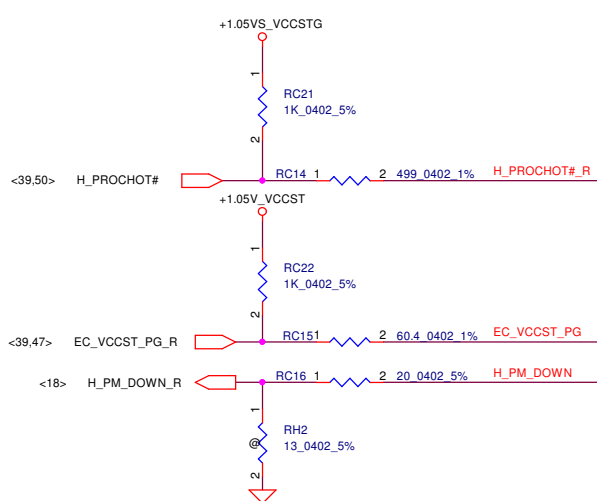 +1.05VS_VCCSTG
1
RC21
1K_0402_5%
2
<39,50> H_PROCHOT# RC14 1 2 499_0402_1% H_PROCHOT#_R
+1.05V_VCCST
1
RC22
1K_0402_5%
2
<39,47> EC_VCCST_PG_R RC15 1 2 60.4_0402_1% EC_VCCST_PG
<18> H_PM_DOWN_R RC16 1 2 20_0402_5% H_PM_DOWN
1
RH2
@ 13_0402_5%
2